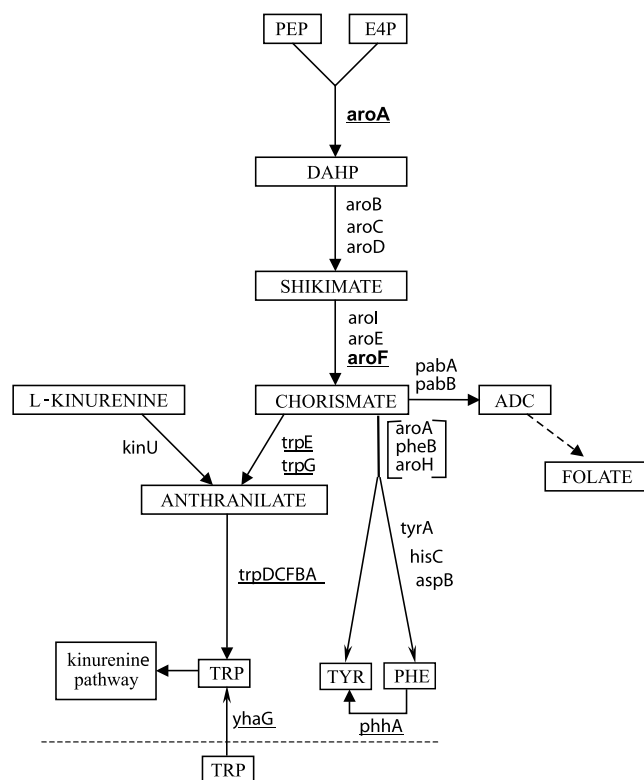 PEP
E4P
aroA
DAHP
aroB
aroC
aroD
SHIKIMATE
aroI
aroE
aroF
L-KINURENINE
CHORISMATE
pabA
pabB
ADC
kinU
trpE
trpG
aroA
pheB
aroH
ANTHRANILATE
FOLATE
tyrA
hisC
aspB
trpDCFBA
kinurenine
pathway
TRP
TYR
PHE
yhaG
phhA
TRP